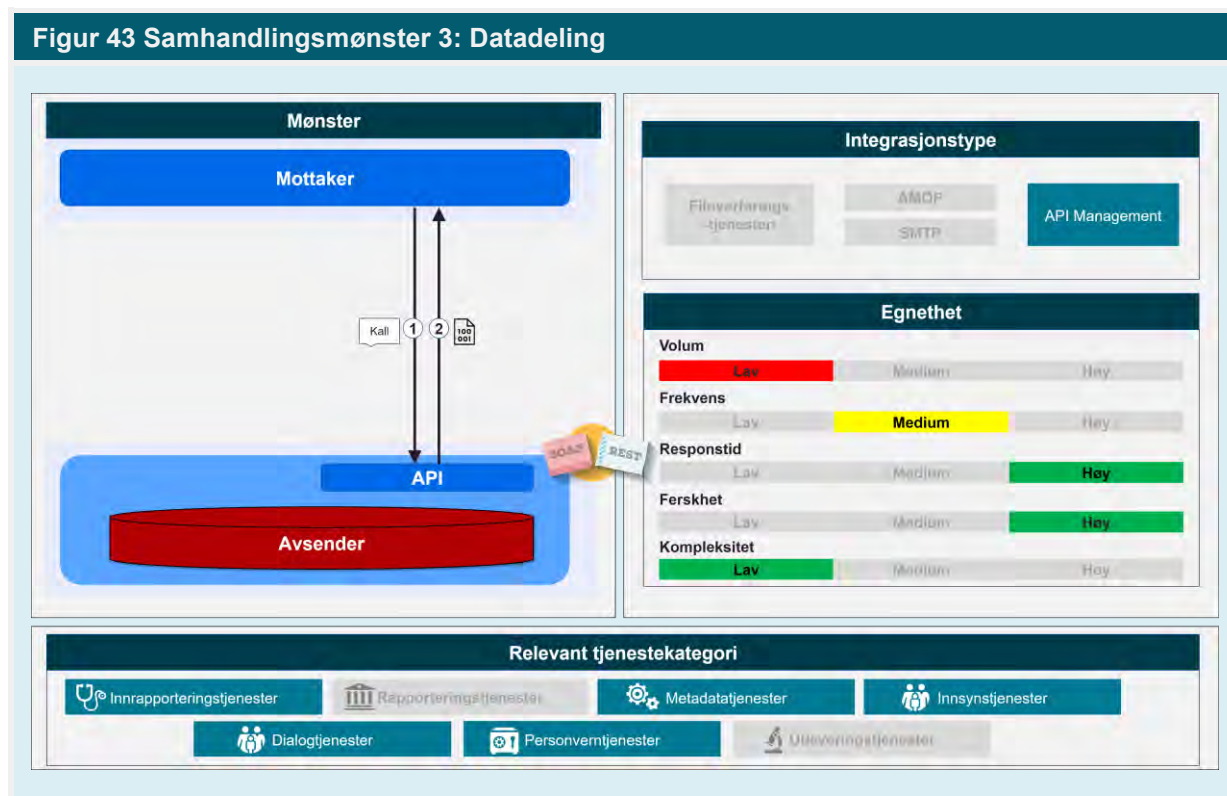 Figur 43 Samhandlingsmønster 3: Datadeling
Mønster
Mottaker
Kall
1
2
100
001
API
Avsender
SOAP
REST
Integrasjonstype
Filoverførings
-tjenesten
AMQP
SMTP
API Management
Egnethet
Volum
Lav Medium Høy
Frekvens
Lav Medium Høy
Responstid
Lav Medium Høy
Ferskhet
Lav Medium Høy
Kompleksitet
Lav Medium Høy
Relevant tjenestekategori
Innrapporteringstjenester
Rapporteringstjenester
Metadatatjenester
Innsynstjenester
Dialogtjenester
Personverntjenester
Utleveringstjenester